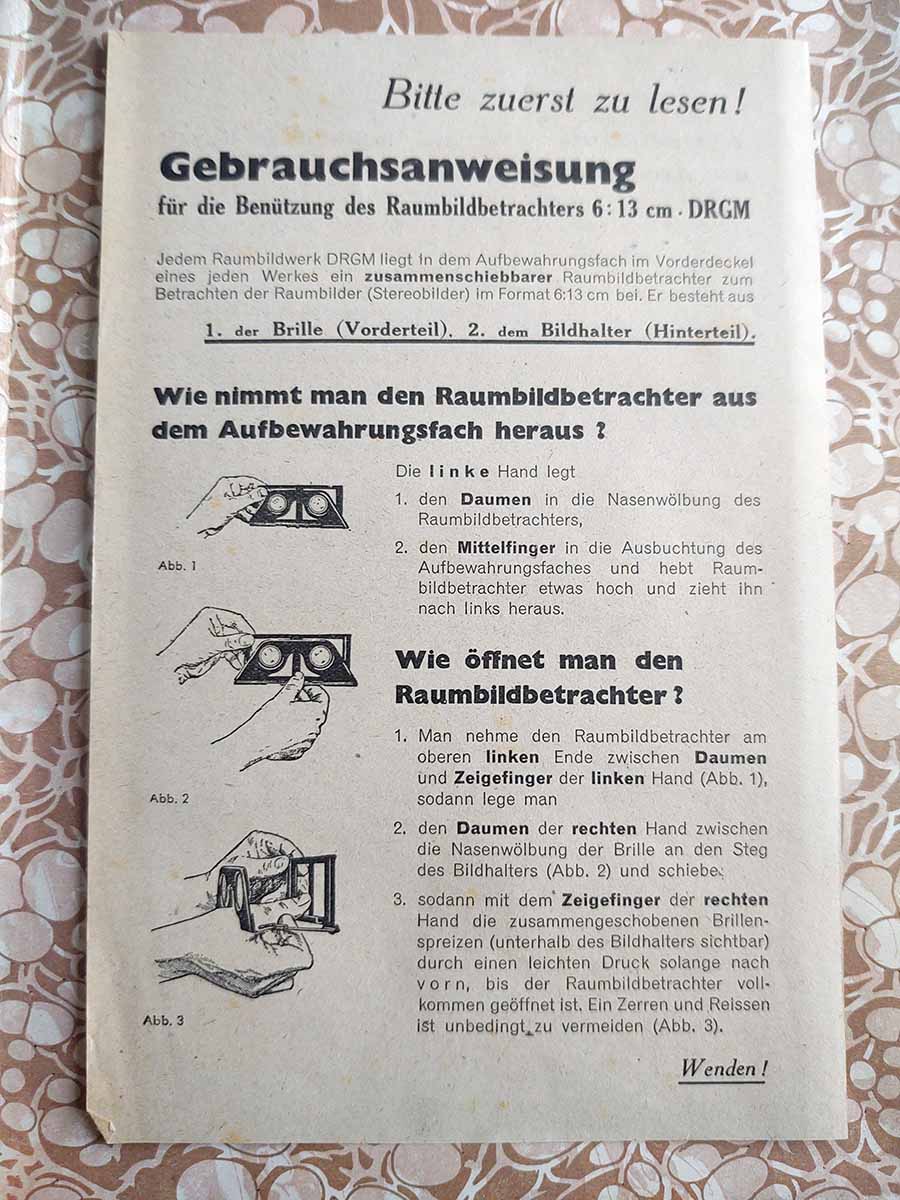 Bitte zuerst zu lesen!
Gebrauchsanweisung
für die Benützung des Raumbildbetrachters 6:13 cm · DRGM
Jedem Raumbildwerk DRGM liegt in dem Aufbewahrungsfach im Vorderdeckel
eines jeden Werkes ein zusammenschiebbarer Raumbildbetrachter zum
Betrachten der Raumbilder (Stereobilder) im Format 6:13 cm bei. Er besteht aus
1. der Brille (Vorderteil), 2. dem Bildhalter (Hinterteil).
Wie nimmt man den Raumbildbetrachter aus
dem Aufbewahrungsfach heraus ?
Die linke Hand legt
1. den Daumen in die Nasenwölbung des
Raumbildbetrachters,
2. den Mittelfinger in die Ausbuchtung des
Aufbewahrungsfaches und hebt Raum-
bildbetrachter etwas hoch und zieht ihn
nach links heraus.
Abb. 1
Wie öffnet man den
Raumbildbetrachter ?
1. Man nehme den Raumbildbetrachter am
oberen linken Ende zwischen Daumen
und Zeigefinger der linken Hand (Abb. 1),
sodann lege man
Abb. 2
2. den Daumen der rechten Hand zwischen
die Nasenwölbung der Brille an den Steg
des Bildhalters (Abb. 2) und schiebe
3. sodann mit dem Zeigefinger der rechten
Hand die zusammengeschobenen Brillen-
spreizen (unterhalb des Bildhalters sichtbar)
durch einen leichten Druck solange nach
vorn, bis der Raumbildbetrachter voll-
kommen geöffnet ist. Ein Zerren und Reissen
ist unbedingt zu vermeiden (Abb. 3).
Abb. 3
Wenden !